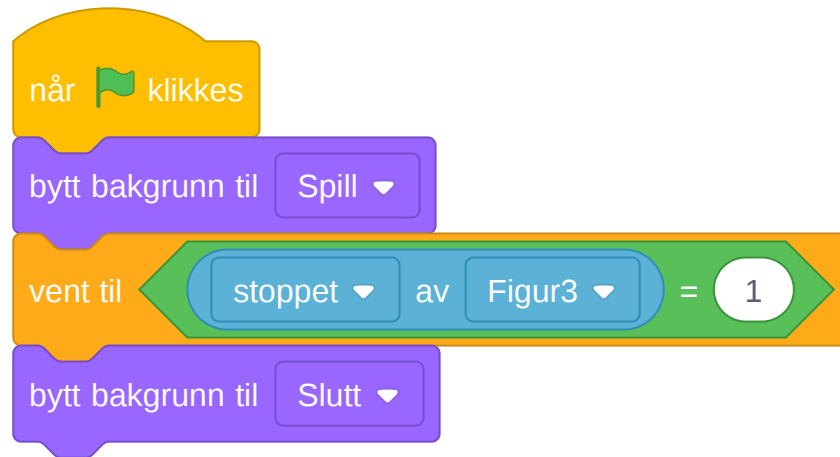 når klikkes
bytt bakgrunn til Spill
vent til stoppet av Figur3 = 1
bytt bakgrunn til Slutt